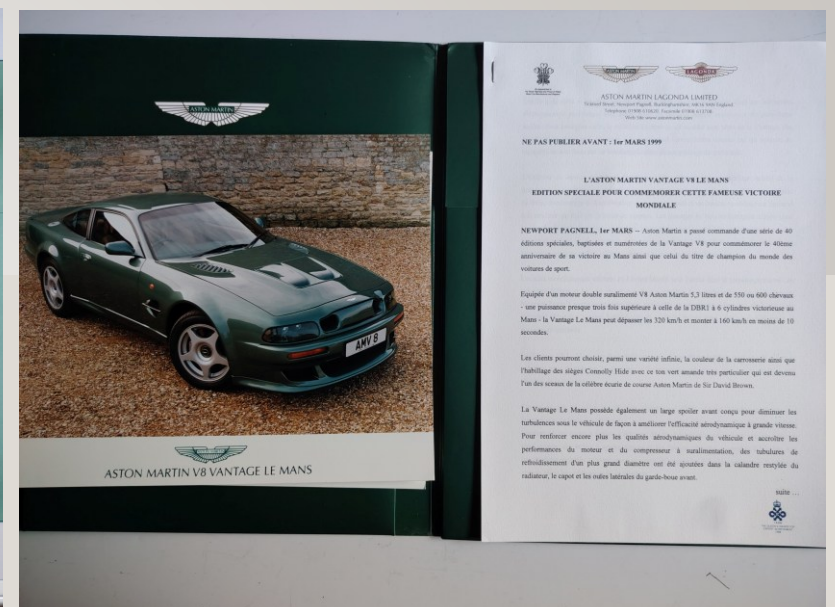 ASTON MARTIN
AMV 8
ASTON MARTIN V8 VANTAGE LE MANS
ASTON MARTIN
LAGONDA
ASTON MARTIN LAGONDA LIMITED
NE PAS PUBLIER AVANT : 1er MARS 1999
L'ASTON MARTIN VANTAGE V8 LE MANS
EDITION SPECIALE POUR COMMEMORER CETTE FAMEUSE VICTOIRE
MONDIALE
NEWPORT PAGNELL, 1er MARS – Aston Martin a passé commande d'une série de 40
éditions spéciales, baptisées et numérotées de la Vantage V8 pour commémorer le 40ème
anniversaire de sa victoire au Mans ainsi que celui du titre de champion du monde des
voitures de sport.
Equipée d'un moteur double suralimenté V8 Aston Martin 5,3 litres et de 550 ou 600 chevaux
- une puissance presque trois fois supérieure à celle de la DBR1 à 6 cylindres victorieuse au
Mans - la Vantage Le Mans peut dépasser les 320 km/h et monter à 160 km/h en moins de 10
secondes.
Les clients pourront choisir, parmi une variété infinie, la couleur de la carrosserie ainsi que
l'habillage des sièges Connolly Hide avec ce ton vert amande très particulier qui est devenu
l'un des sceaux de la célèbre écurie de course Aston Martin de Sir David Brown.
La Vantage Le Mans possède également un large spoiler avant conçu pour diminuer les
turbulences sous le véhicule de façon à améliorer l'efficacité aérodynamique à grande vitesse.
Pour renforcer encore plus les qualités aérodynamiques du véhicule et accroître les
performances du moteur et du compresseur à suralimentation, des tubulures de
refroidissement d'un plus grand diamètre ont été ajoutées dans la calandre restylée du
radiateur, le capot et les ouïes latérales du garde-boue avant.
suite ...